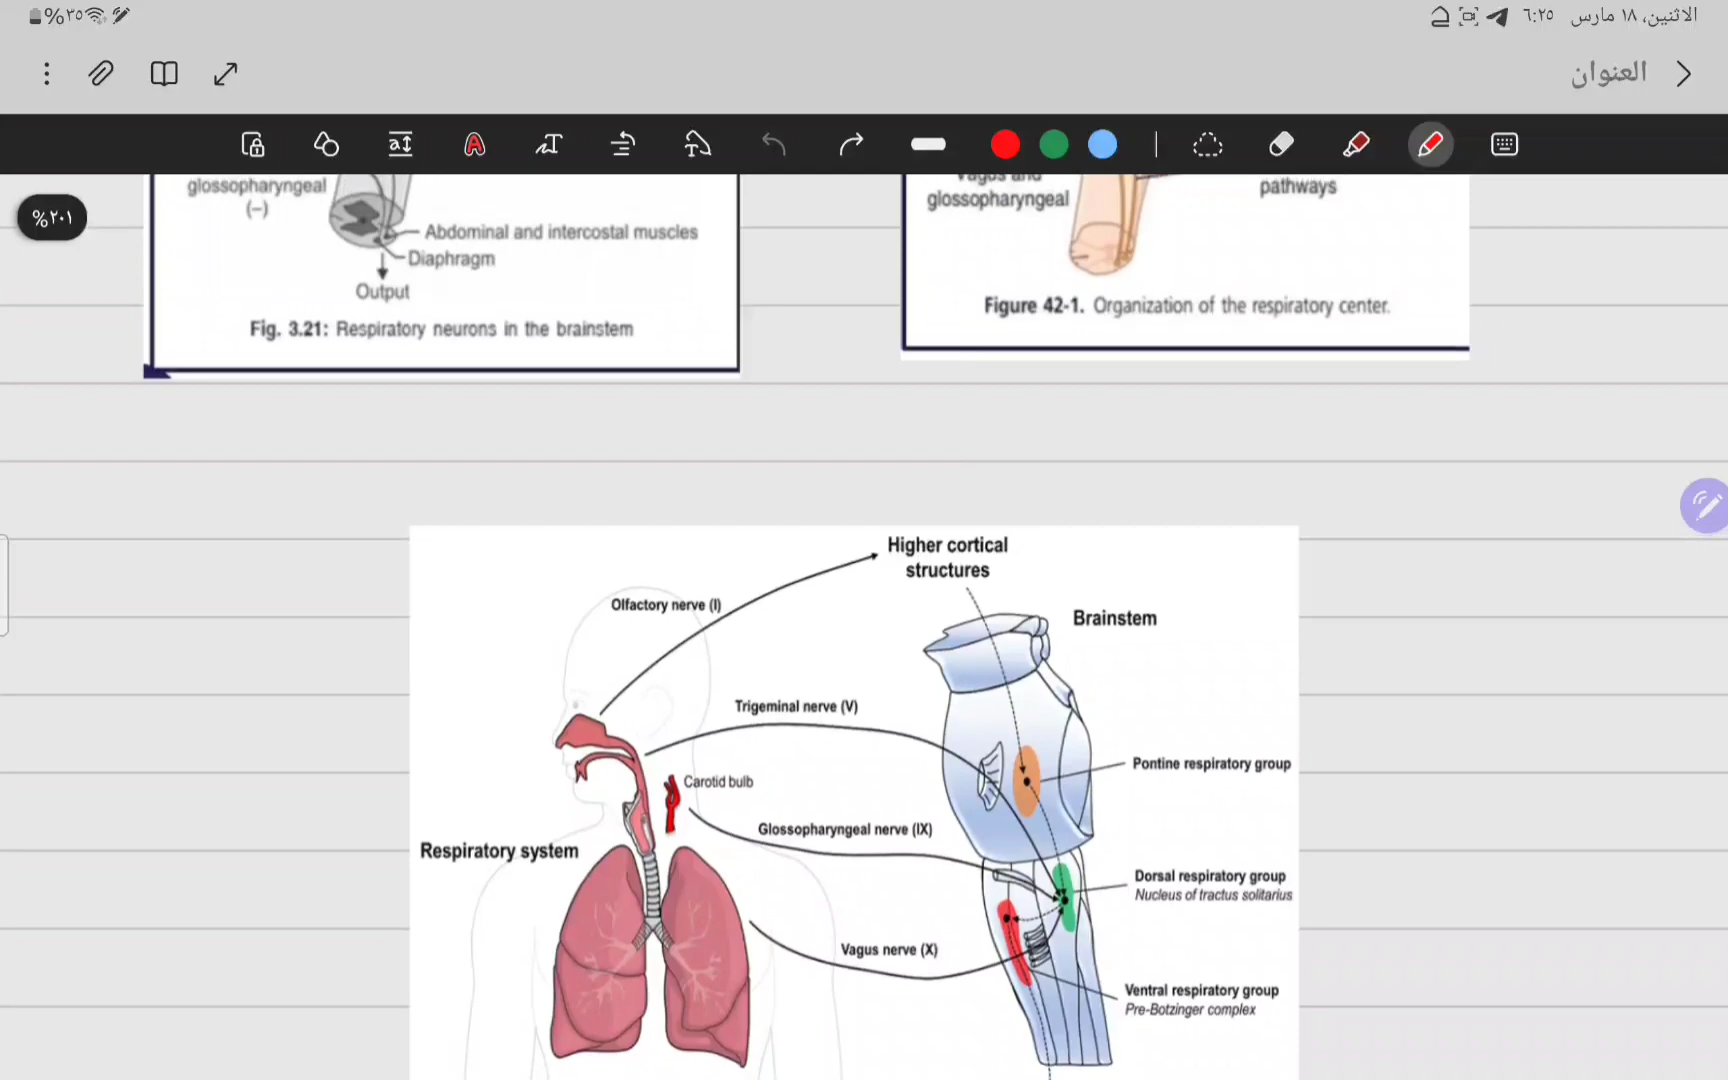 %٣٥
الاثنين، ١٨ مارس ٦:٢٥
العنوان
%٢٠١
glossopharyngeal
(–)
Abdominal and intercostal muscles
Diaphragm
Output
Fig. 3.21: Respiratory neurons in the brainstem
Vagus and
glossopharyngeal
pathways
Figure 42-1. Organization of the respiratory center.
Higher cortical
structures
Olfactory nerve (I)
Brainstem
Trigeminal nerve (V)
Pontine respiratory group
Carotid bulb
Glossopharyngeal nerve (IX)
Respiratory system
Dorsal respiratory group
Nucleus of tractus solitarius
Vagus nerve (X)
Ventral respiratory group
Pre-Botzinger complex